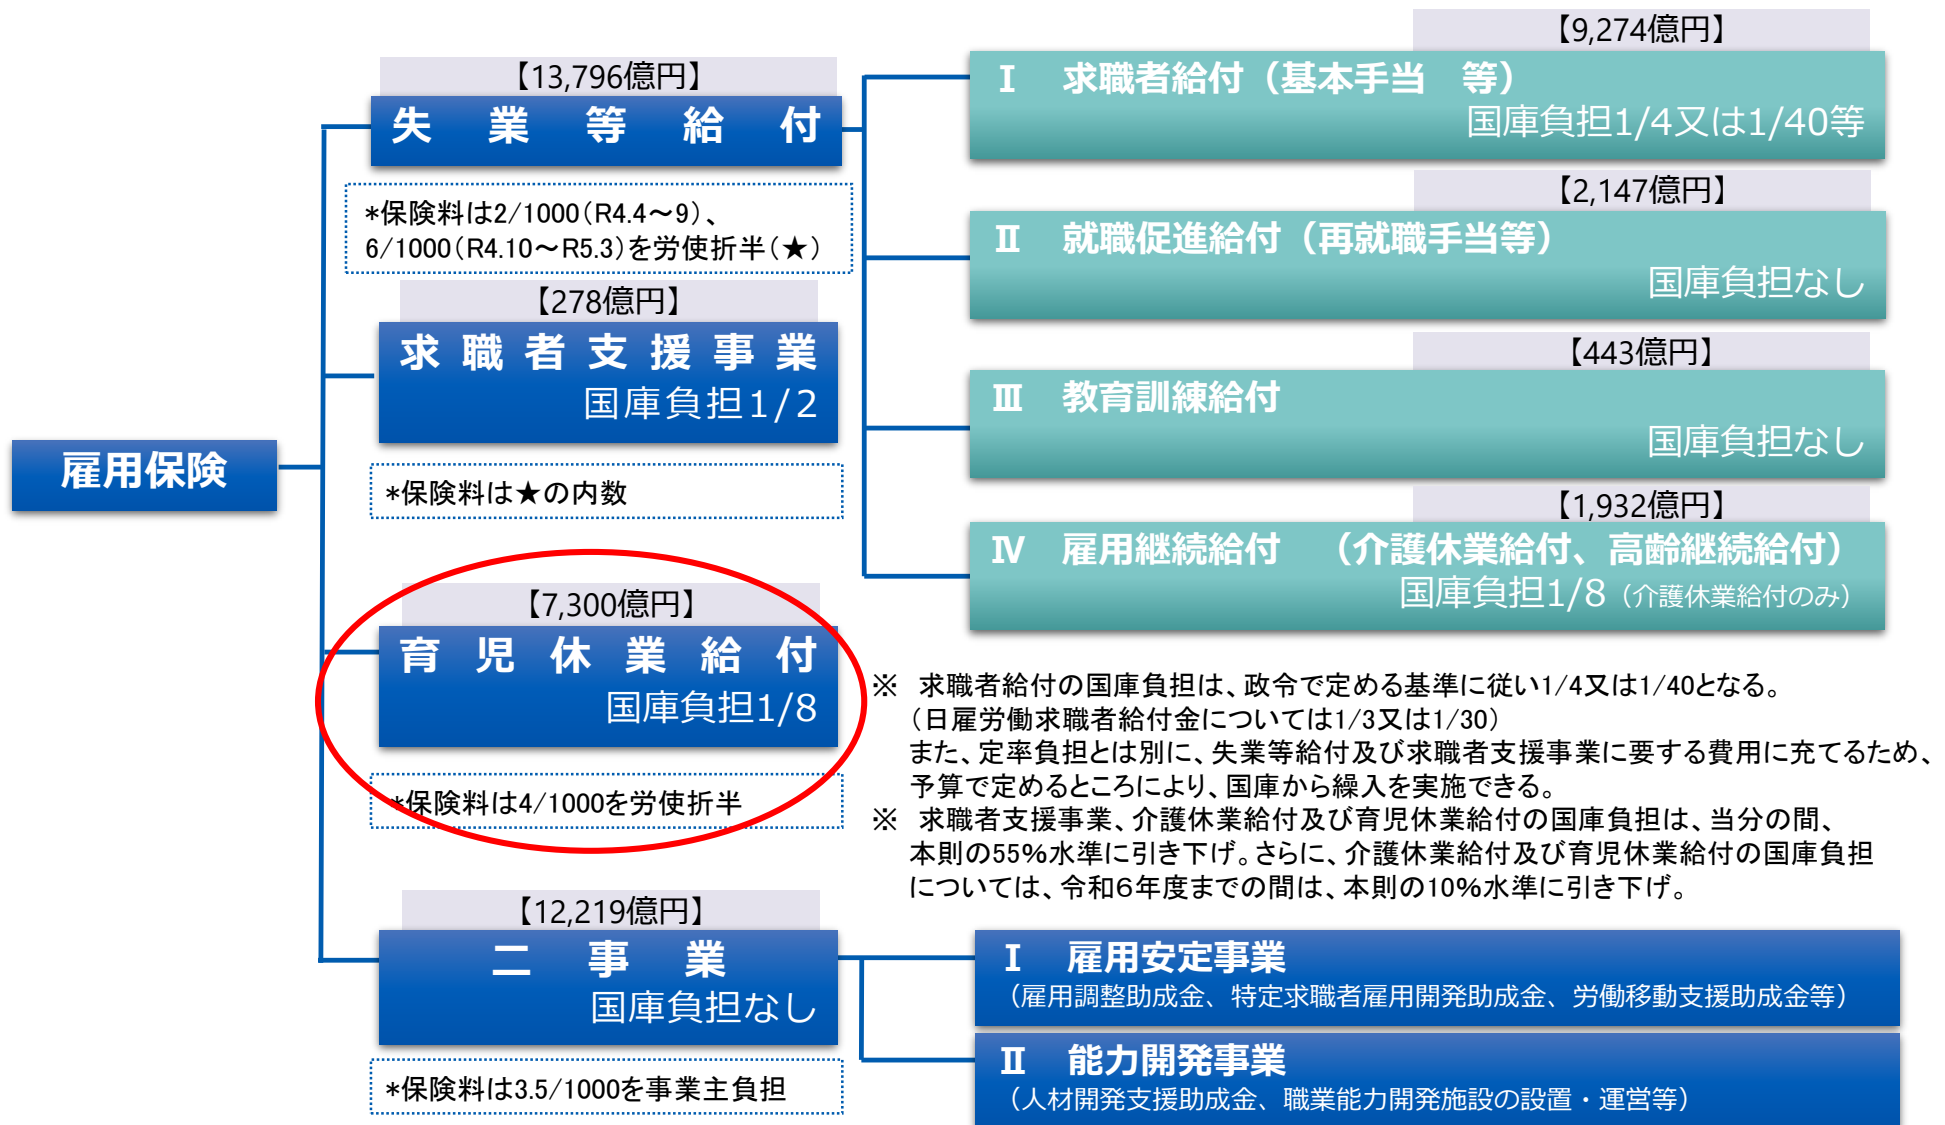 雇用保険
【13,796億円】
失業等給付
*保険料は2/1000（R4.4～9）、
6/1000（R4.10～R5.3）を労使折半（★）
【278億円】
求職者支援事業
国庫負担1/2
*保険料は★の内数
【7,300億円】
育児休業給付
国庫負担1/8
*保険料は4/1000を労使折半
【12,219億円】
二事業
国庫負担なし
*保険料は3.5/1000を事業主負担
【9,274億円】
Ⅰ　求職者給付（基本手当　等）
国庫負担1/4又は1/40等
【2,147億円】
Ⅱ　就職促進給付（再就職手当等）
国庫負担なし
【443億円】
Ⅲ　教育訓練給付
国庫負担なし
【1,932億円】
Ⅳ　雇用継続給付　（介護休業給付、高齢継続給付）
国庫負担1/8（介護休業給付のみ）
※　求職者給付の国庫負担は、政令で定める基準に従い1/4又は1/40となる。
（日雇労働求職者給付金については1/3又は1/30）
また、定率負担とは別に、失業等給付及び求職者支援事業に要する費用に充てるため、
予算で定めるところにより、国庫から繰入を実施できる。
※　求職者支援事業、介護休業給付及び育児休業給付の国庫負担は、当分の間、
本則の55%水準に引き下げ。さらに、介護休業給付及び育児休業給付の国庫負担
については、令和６年度までの間は、本則の10%水準に引き下げ。
Ⅰ　雇用安定事業
（雇用調整助成金、特定求職者雇用開発助成金、労働移動支援助成金等）
Ⅱ　能力開発事業
（人材開発支援助成金、職業能力開発施設の設置・運営等）